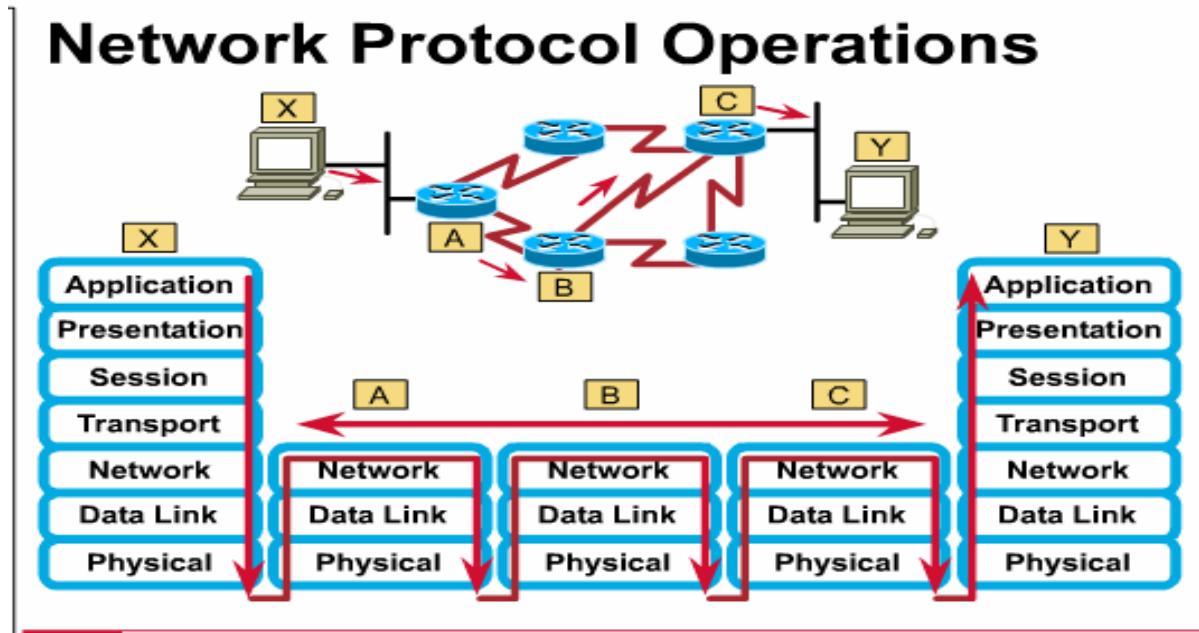 Network Protocol Operations
X
C
Y
A
B
X
Y
Application
Presentation
Session
Transport
Network
Data Link
Physical
A
B
C
Network
Data Link
Physical
Network
Data Link
Physical
Network
Data Link
Physical
Application
Presentation
Session
Transport
Network
Data Link
Physical